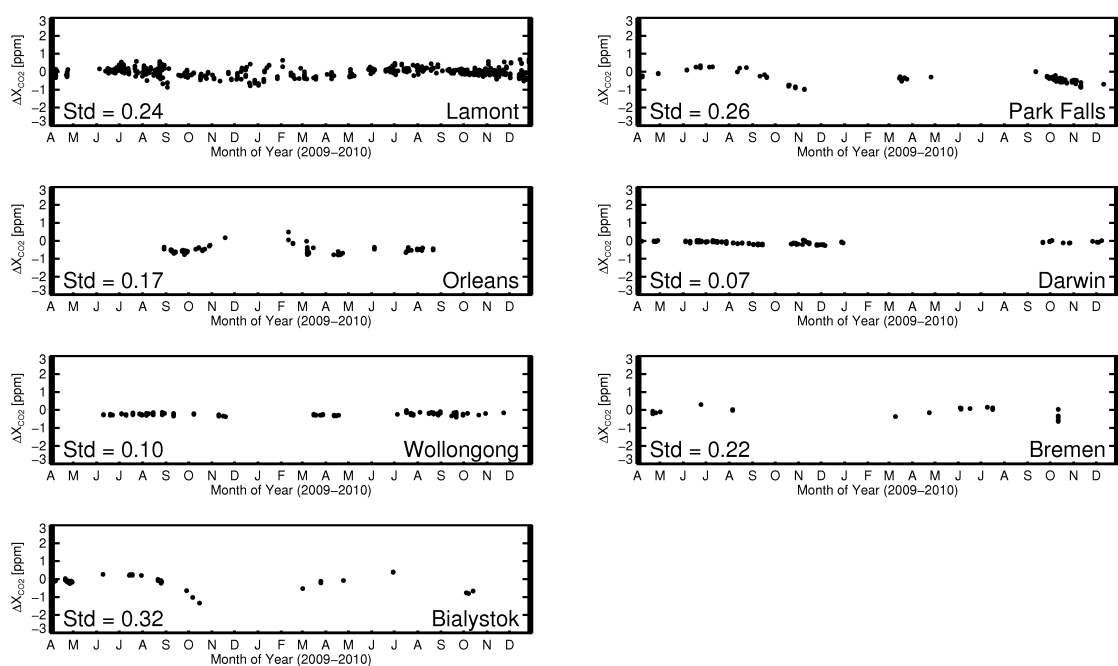 ΔX_CO2 [ppm]
3
2
1
0
−1
−2
−3
Std = 0.24 Lamont
A M J J A S O N D J F M A M J J A S O N D
Month of Year (2009−2010)
ΔX_CO2 [ppm]
3
2
1
0
−1
−2
−3
Std = 0.26 Park Falls
A M J J A S O N D J F M A M J J A S O N D
Month of Year (2009−2010)
ΔX_CO2 [ppm]
3
2
1
0
−1
−2
−3
Std = 0.17 Orleans
A M J J A S O N D J F M A M J J A S O N D
Month of Year (2009−2010)
ΔX_CO2 [ppm]
3
2
1
0
−1
−2
−3
Std = 0.07 Darwin
A M J J A S O N D J F M A M J J A S O N D
Month of Year (2009−2010)
ΔX_CO2 [ppm]
3
2
1
0
−1
−2
−3
Std = 0.10 Wollongong
A M J J A S O N D J F M A M J J A S O N D
Month of Year (2009−2010)
ΔX_CO2 [ppm]
3
2
1
0
−1
−2
−3
Std = 0.22 Bremen
A M J J A S O N D J F M A M J J A S O N D
Month of Year (2009−2010)
ΔX_CO2 [ppm]
3
2
1
0
−1
−2
−3
Std = 0.32 Bialystok
A M J J A S O N D J F M A M J J A S O N D
Month of Year (2009−2010)